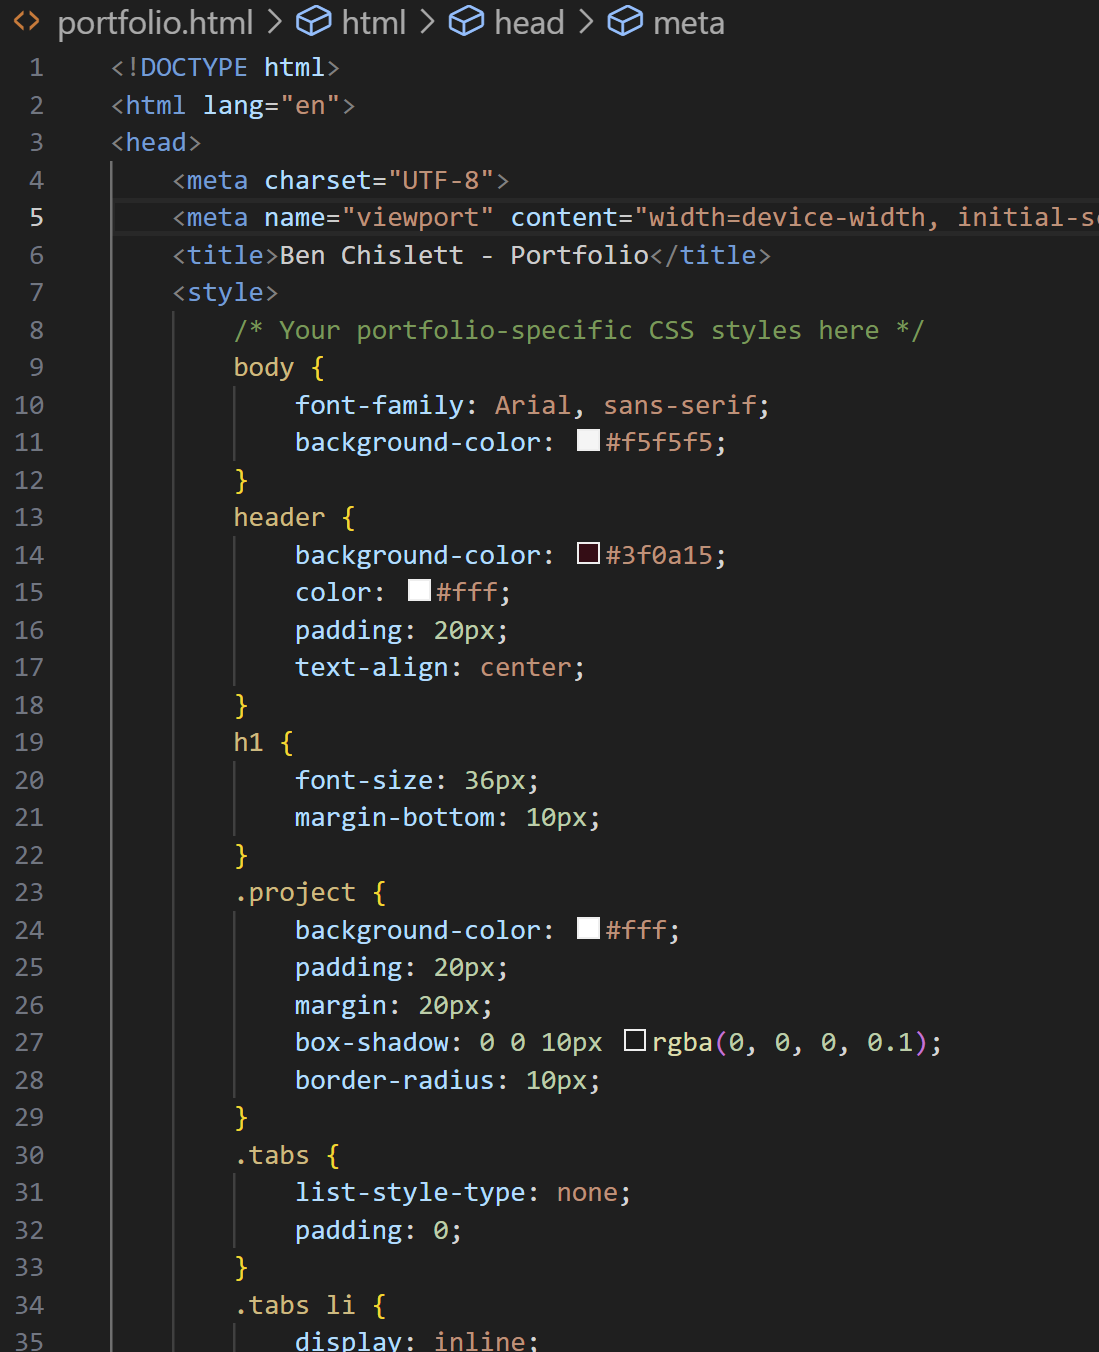 portfolio.html > html > head > meta
1 <!DOCTYPE html>
2 <html lang="en">
3 <head>
4     <meta charset="UTF-8">
5     <meta name="viewport" content="width=device-width, initial-s
6     <title>Ben Chislett - Portfolio</title>
7     <style>
8         /* Your portfolio-specific CSS styles here */
9         body {
10             font-family: Arial, sans-serif;
11             background-color: #f5f5f5;
12         }
13         header {
14             background-color: #3f0a15;
15             color: #fff;
16             padding: 20px;
17             text-align: center;
18         }
19         h1 {
20             font-size: 36px;
21             margin-bottom: 10px;
22         }
23         .project {
24             background-color: #fff;
25             padding: 20px;
26             margin: 20px;
27             box-shadow: 0 0 10px rgba(0, 0, 0, 0.1);
28             border-radius: 10px;
29         }
30         .tabs {
31             list-style-type: none;
32             padding: 0;
33         }
34         .tabs li {
35             display: inline;